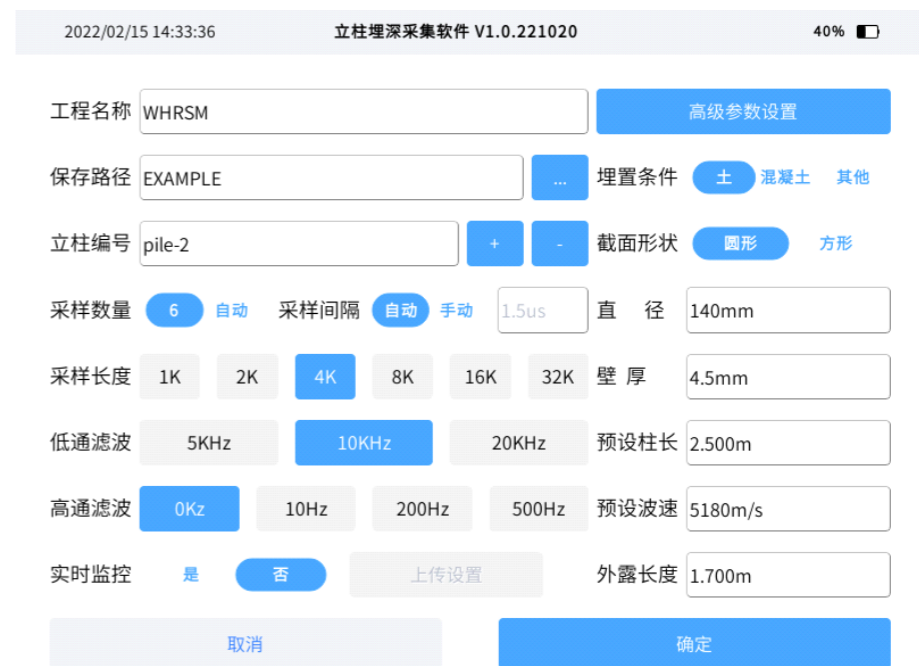 2022/02/15 14:33:36 立柱埋深采集软件 V1.0.221020 40%
工程名称 WHRSM 高级参数设置
保存路径 EXAMPLE ... 埋置条件 土 混凝土 其他
立柱编号 pile-2 + - 截面形状 圆形 方形
采样数量 6 自动 采样间隔 自动 手动 1.5us 直 径 140mm
采样长度 1K 2K 4K 8K 16K 32K 壁 厚 4.5mm
低通滤波 5KHz 10KHz 20KHz 预设柱长 2.500m
高通滤波 0Kz 10Hz 200Hz 500Hz 预设波速 5180m/s
实时监控 是 否 上传设置 外露长度 1.700m
取消 确定